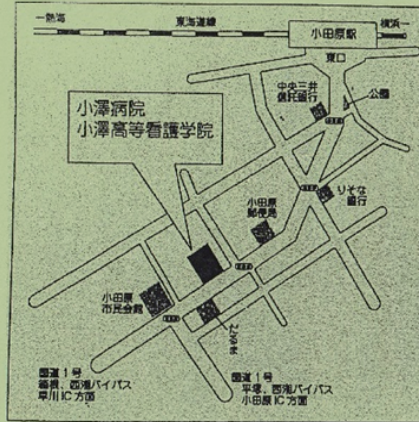 ←熱海
東海道線
小田原駅
横浜→
東口
中央三井
信託銀行
公園
小澤病院
小澤高等看護学院
りそな
銀行
小田原
郵便局
小田原
市民会館
だるま
国道1号
箱根、西湘バイパス
早川IC方面
国道1号
平塚、西湘バイパス
小田原IC方面